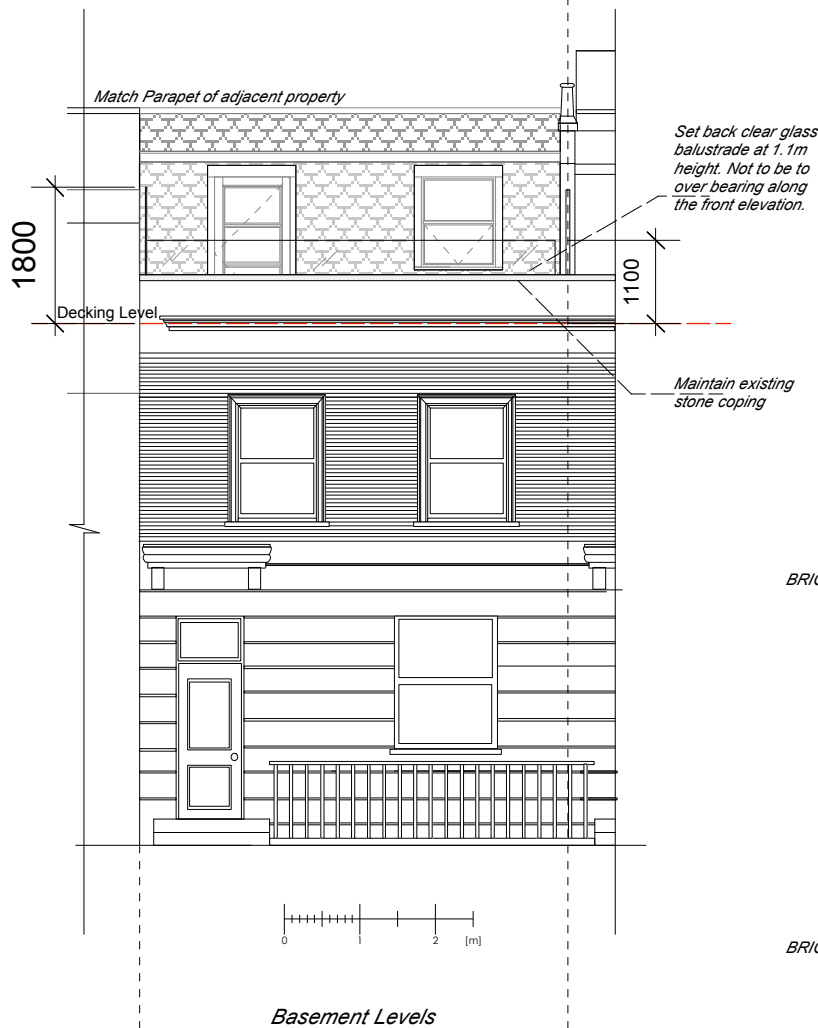 Match Parapet of adjacent property
Set back clear glass
balustrade at 1.1m
height. Not to be to
over bearing along
the front elevation.
1800
1100
Decking Level
Maintain existing
stone coping
BRIC
0 1 2 [m]
BRIC
Basement Levels